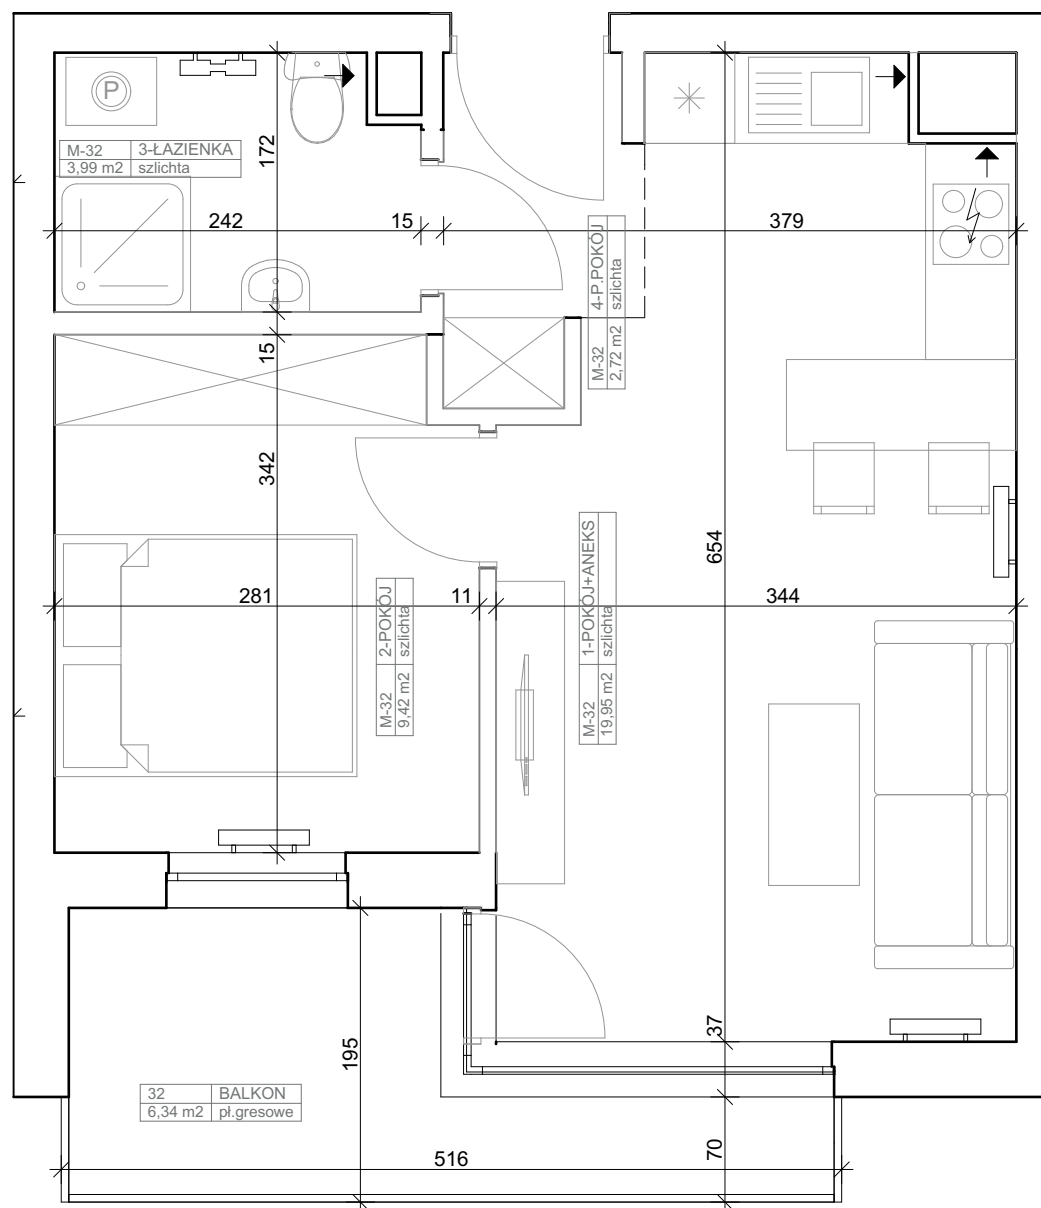 P
M-32 3-ŁAZIENKA
3,99 m2 szlichta
172
242
15
379
M-32 4-P.POKÓJ
2,72 m2 szlichta
15
342
654
281
11
344
M-32 2-POKÓJ
9,42 m2 szlichta
M-32 1-POKÓJ+ANEKS
19,95 m2 szlichta
37
195
32 BALKON
6,34 m2 pł.gresowe
70
516